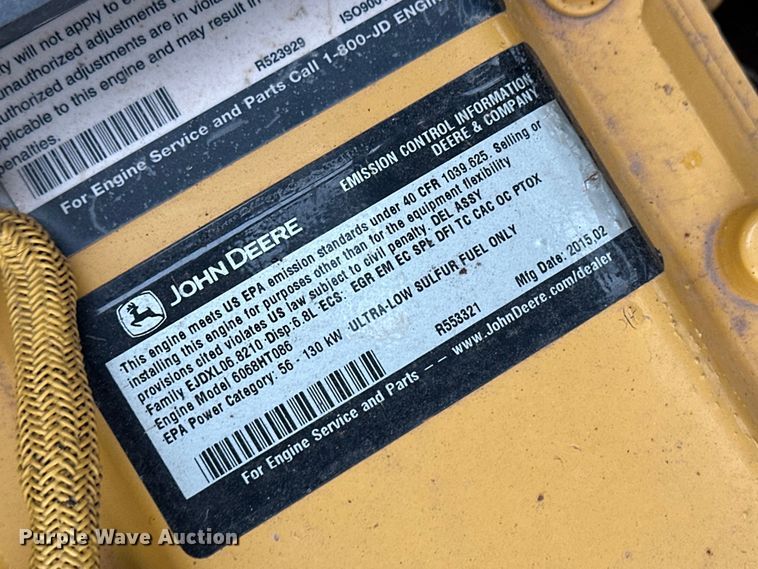 y will not apply to e
unauthorized adjustments
uthorized adjustments are in violat
plicable to this engine and may result in
penalties.
R523929
ISO900
For Engine Service and Parts Call 1-800-JD ENGIN
JOHN DEERE
EMISSION CONTROL INFORMATION
DEERE & COMPANY
This engine meets US EPA emission standards under 40 CFR 1039.625. Selling or
installing this engine for purposes other than for the equipment flexibility
provisions cited violates US law subject to civil penalty. DEL ASSY
Family EJDXL06.8210 Disp 6.8L ECS: EGR EM EC SPL DFI TC CAC OC PTOX
Engine Model 6068HT086
EPA Power Category: 56 - 130 kW ULTRA-LOW SULFUR FUEL ONLY
R553321
Mfg Date: 2015.02
For Engine Service and Parts - - www.JohnDeere.com/dealer
Purple Wave Auction